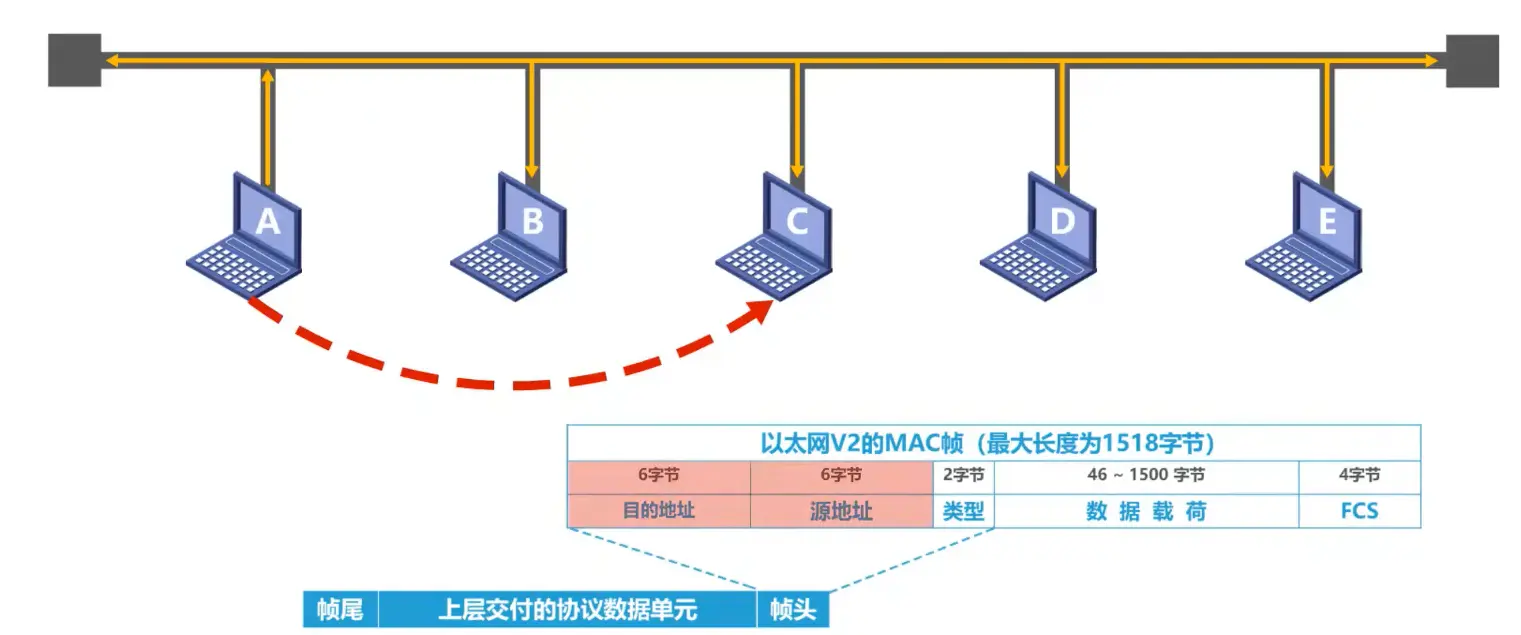 A B C D E
以太网V2的MAC帧（最大长度为1518字节）
6字节 6字节 2字节 46 ~ 1500 字节 4字节
目的地址 源地址 类型 数 据 载 荷 FCS
帧尾 上层交付的协议数据单元 帧头